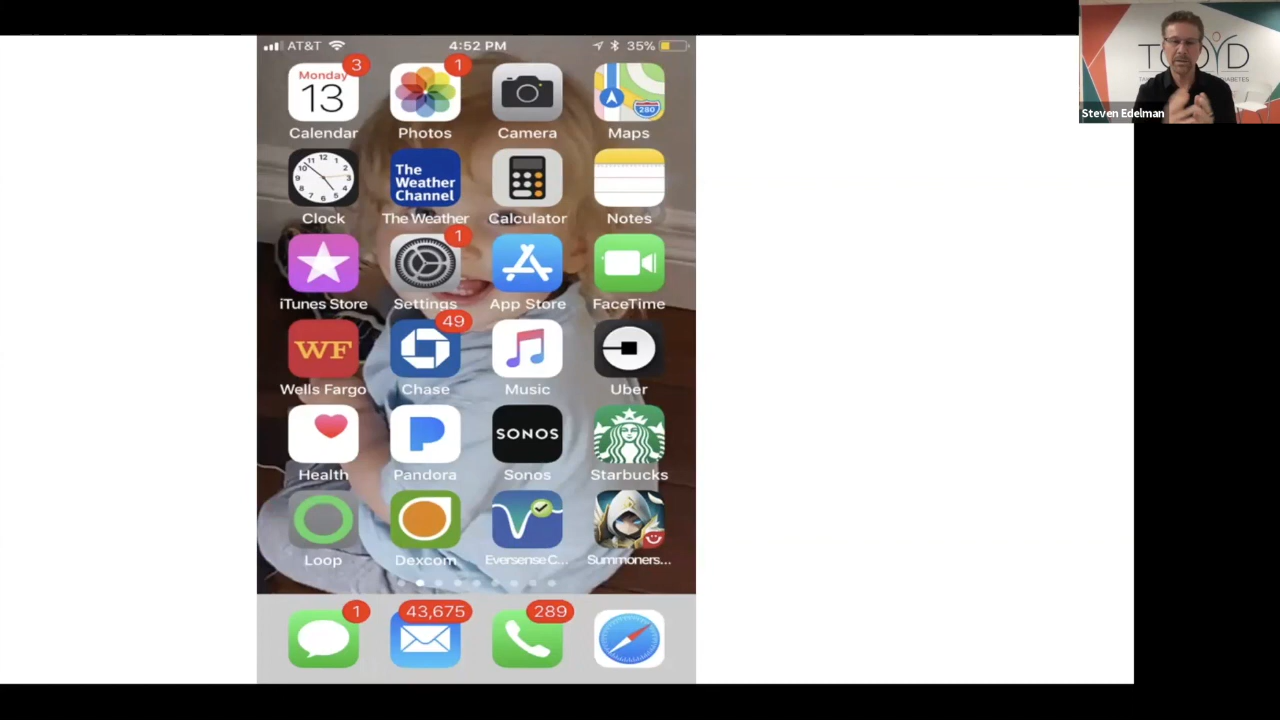 AT&T 4:52 PM 35%
3 1
Monday
13
280
Calendar Photos Camera Maps
The
Weather
Channel
Clock The Weather Calculator Notes
1
iTunes Store Settings App Store FaceTime
49
WF
Wells Fargo Chase Music Uber
P SONOS
Health Pandora Sonos Starbucks
Loop Dexcom Eversense C... Summoners...
1 43,675 289
DIABETES
Steven Edelman